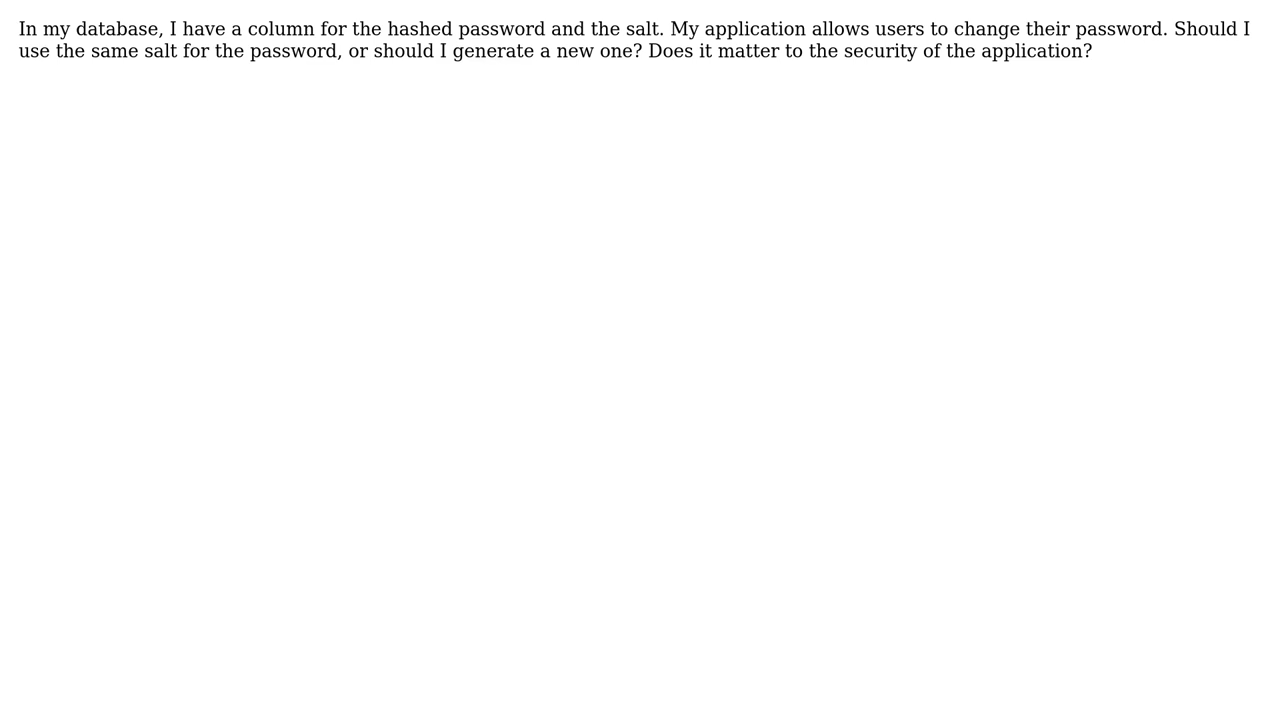 In my database, I have a column for the hashed password and the salt. My application allows users to change their password. Should I
use the same salt for the password, or should I generate a new one? Does it matter to the security of the application?